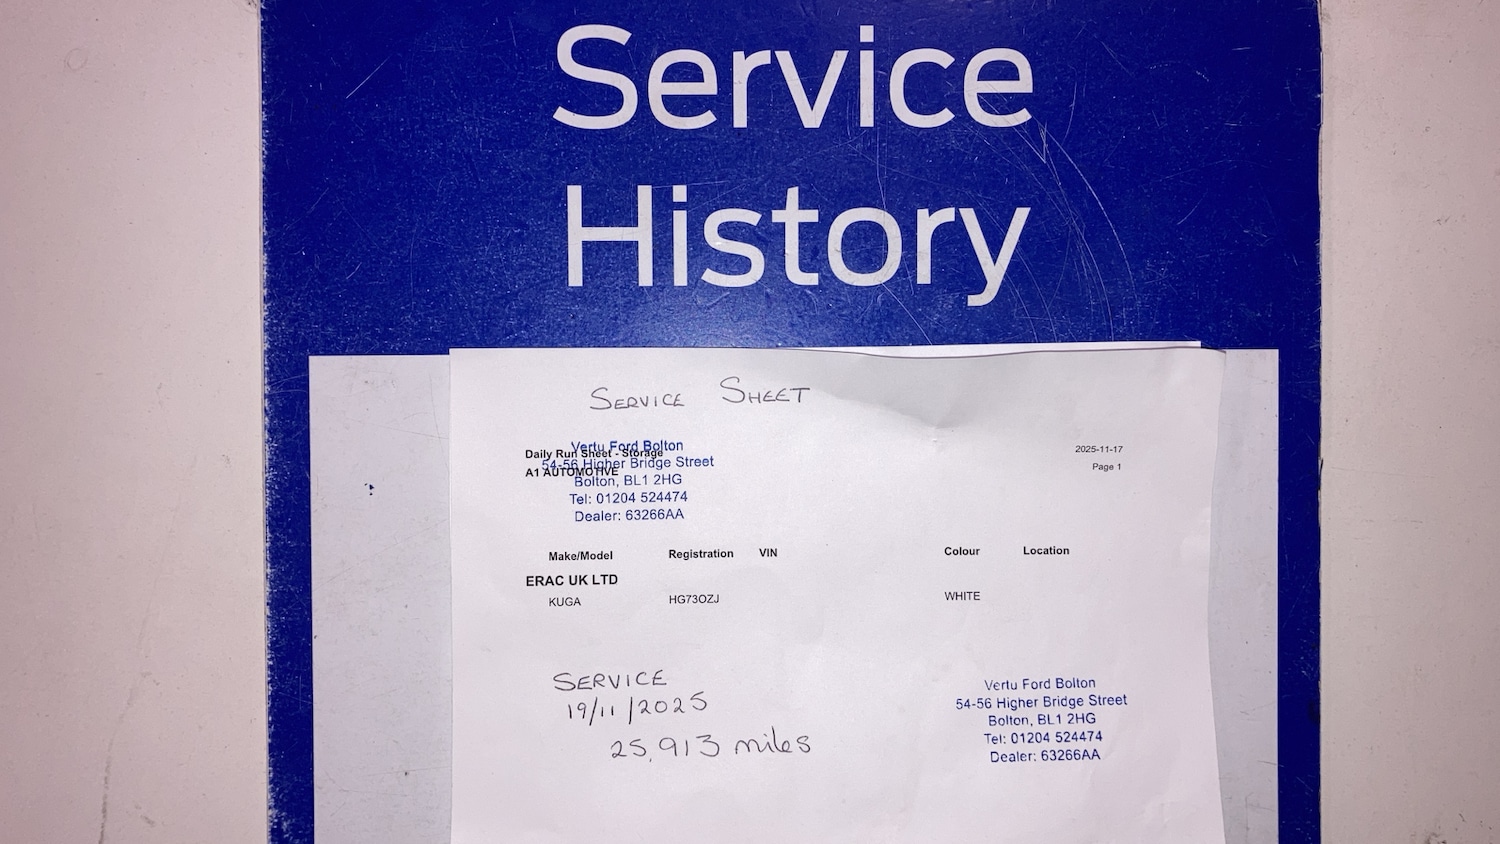 Service
History
SERVICE SHEET
Vertu Ford Bolton
Daily Run Sheet - Storage
54-56 Higher Bridge Street
A1 AUTOMOTIVE
Bolton, BL1 2HG
Tel: 01204 524474
Dealer: 63266AA
2025-11-17
Page 1
Make/Model Registration VIN Colour Location
ERAC UK LTD
KUGA HG73OZJ WHITE
SERVICE
19/11/2025
25,913 miles
Vertu Ford Bolton
54-56 Higher Bridge Street
Bolton, BL1 2HG
Tel: 01204 524474
Dealer: 63266AA